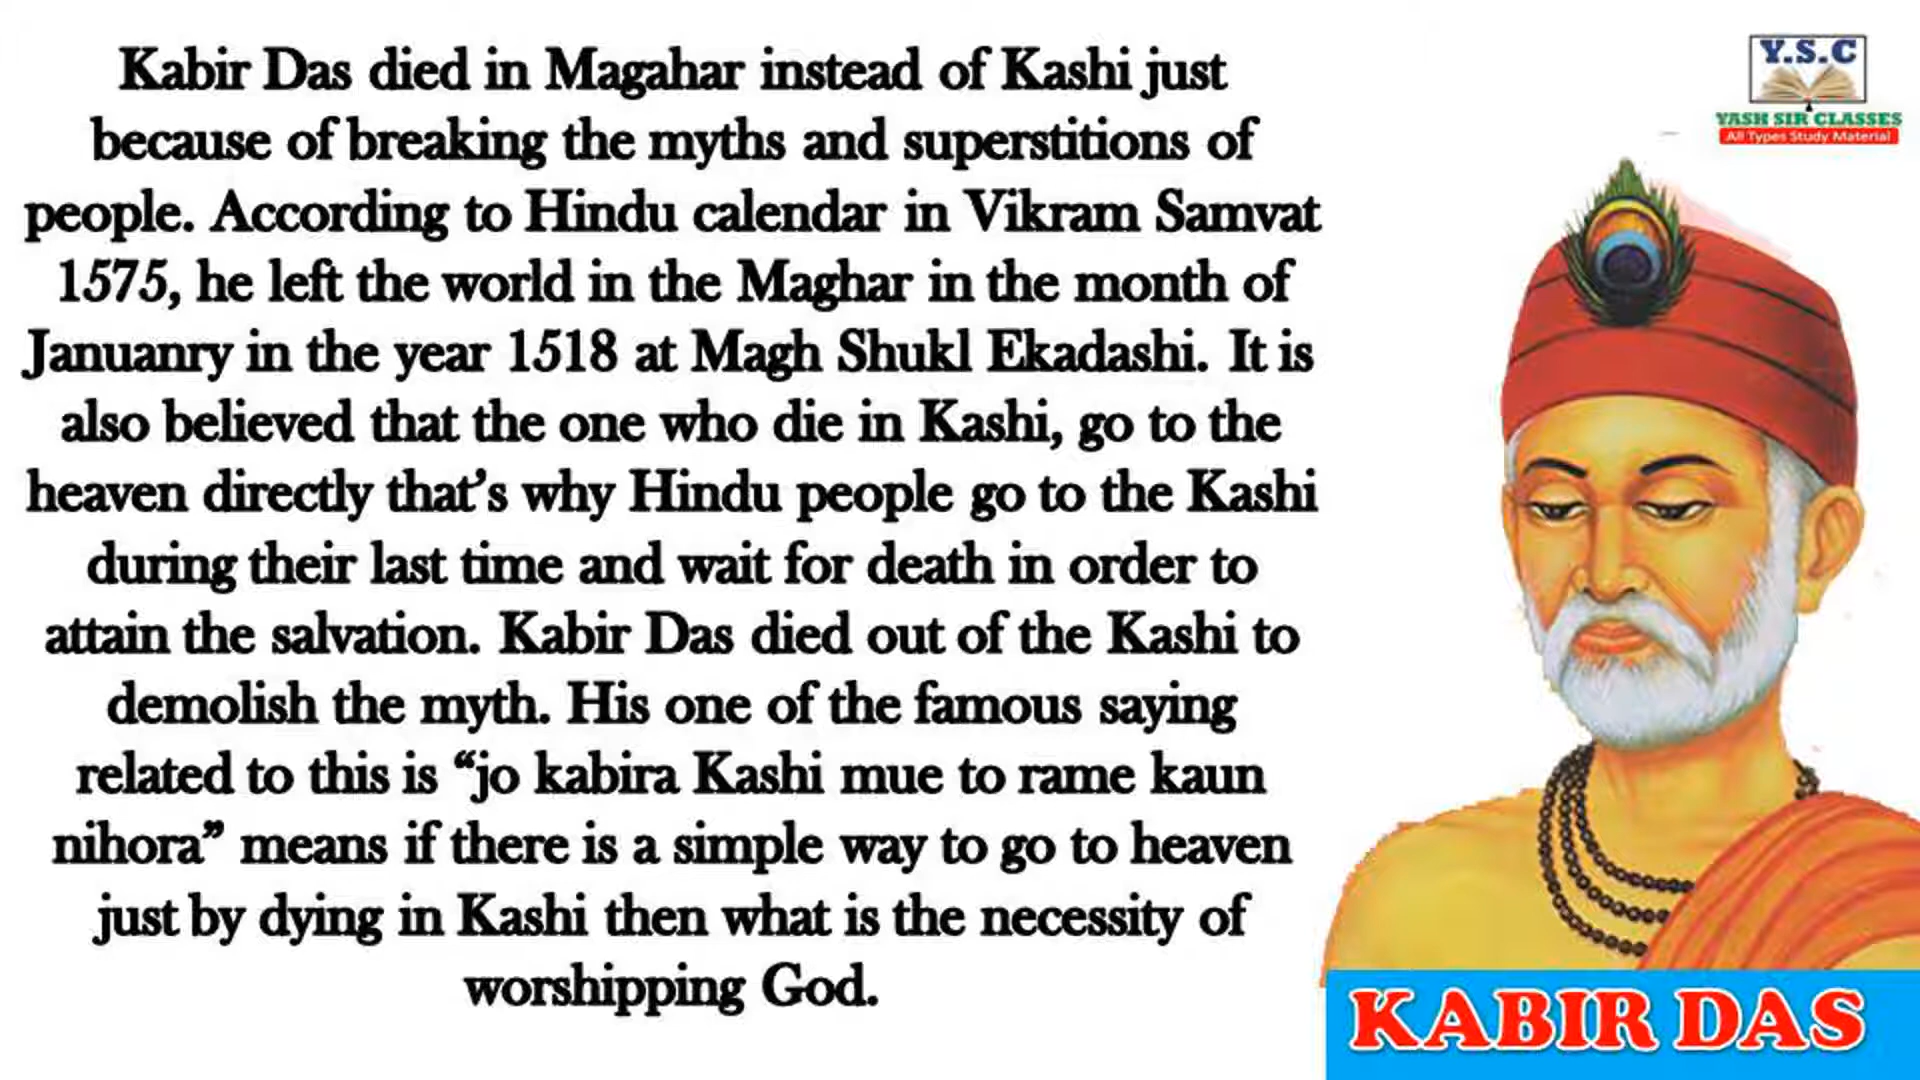 Kabir Das died in Magahar instead of Kashi just
because of breaking the myths and superstitions of
people. According to Hindu calendar in Vikram Samvat
1575, he left the world in the Maghar in the month of
Januanry in the year 1518 at Magh Shukl Ekadashi. It is
also believed that the one who die in Kashi, go to the
heaven directly that’s why Hindu people go to the Kashi
during their last time and wait for death in order to
attain the salvation. Kabir Das died out of the Kashi to
demolish the myth. His one of the famous saying
related to this is “jo kabira Kashi mue to rame kaun
nihora” means if there is a simple way to go to heaven
just by dying in Kashi then what is the necessity of
worshipping God.
Y.S.C
YASH SIR CLASSES
All Types Study Material
KABIR DAS